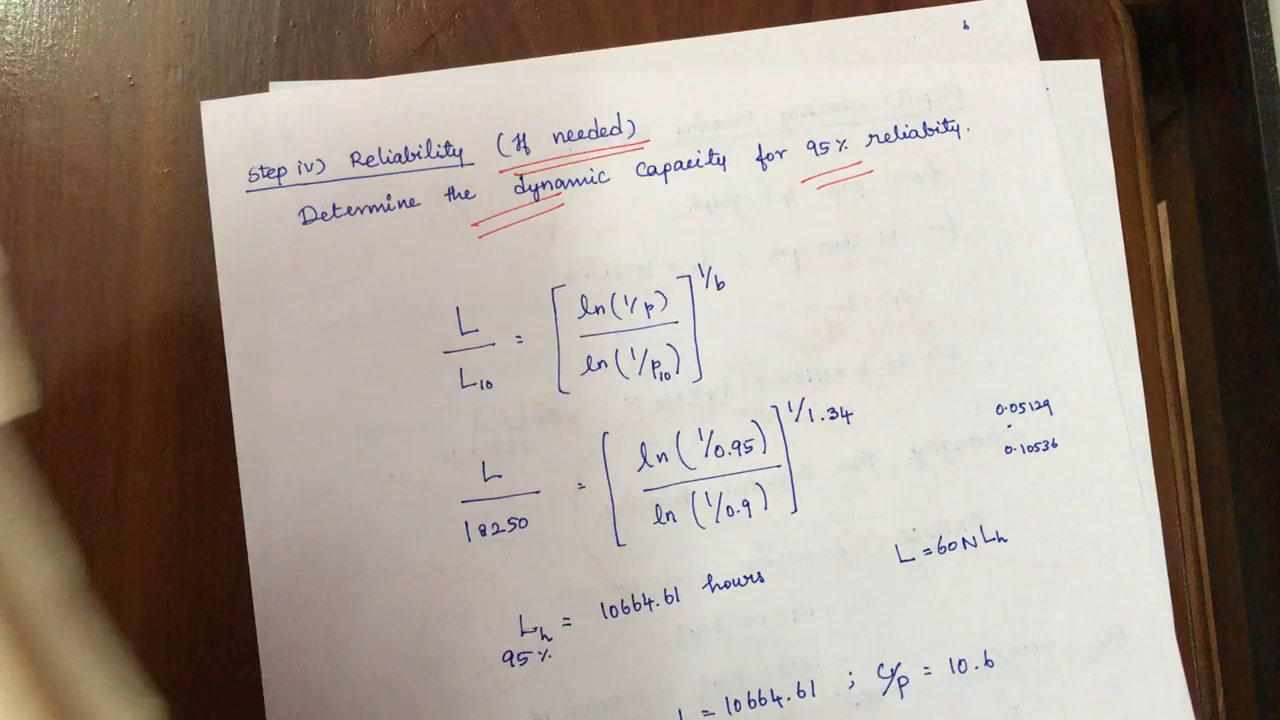 6
Step iv) Reliability (If needed)
Determine the dynamic capacity for 95% reliabity.
L/L10 = [ln(1/p) / ln(1/p10)]^1/b
L/18250 = [ln(1/0.95) / ln(1/0.9)]^1/1.34
0.05129
0.10536
L = 60NLh
Lh 95% = 10664.61 hours
= 10664.61 ; C/p = 10.6